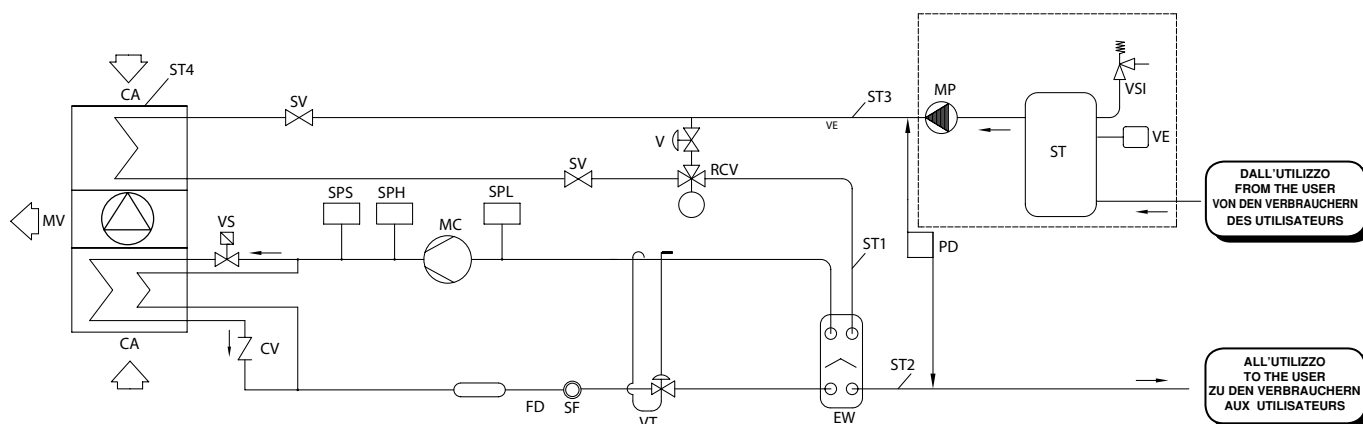 CA
ST4
SV
VE
ST3
MP
VSI
VE
ST
V
SV
RCV
DALL'UTILIZZO
FROM THE USER
VON DEN VERBRAUCHERN
DES UTILISATEURS
MV
VS
SPS
SPH
SPL
MC
ST1
PD
CA
CV
FD
SF
VT
EW
ST2
ALL'UTILIZZO
TO THE USER
ZU DEN VERBRAUCHERN
AUX UTILISATEURS